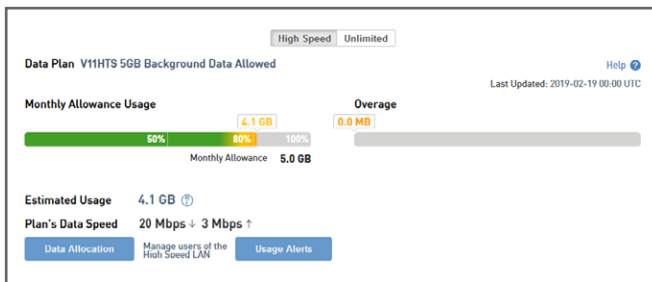 High Speed Unlimited
Data Plan V11HTS 5GB Background Data Allowed
Help ?
Last Updated: 2019-02-19 00:00 UTC
Monthly Allowance Usage
Overage
4.1 GB
0.0 MB
50% 80% 100%
Monthly Allowance 5.0 GB
Estimated Usage 4.1 GB ?
Plan's Data Speed 20 Mbps ↓ 3 Mbps ↑
Data Allocation
Manage users of the
High Speed LAN
Usage Alerts